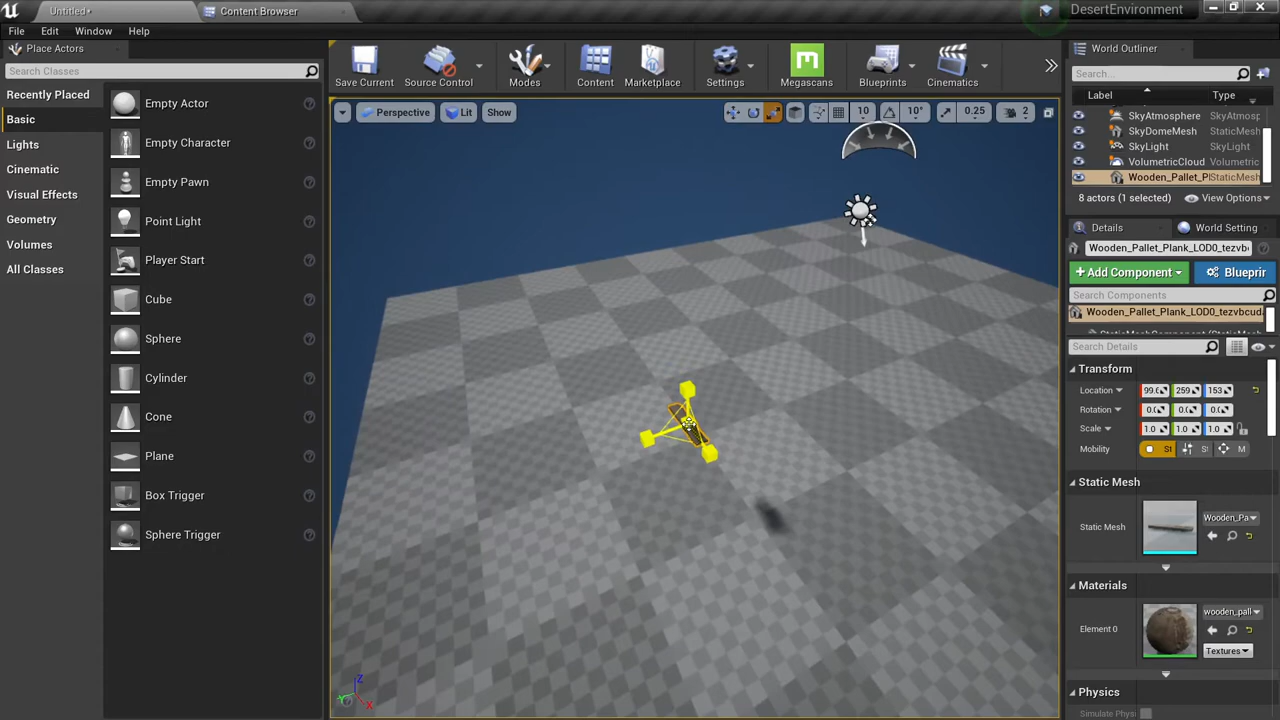 Untitled*
Content Browser
DesertEnvironment
File
Edit
Window
Help
Place Actors
Search Classes
Recently Placed
Basic
Lights
Cinematic
Visual Effects
Geometry
Volumes
All Classes
Empty Actor
Empty Character
Empty Pawn
Point Light
Player Start
Cube
Sphere
Cylinder
Cone
Plane
Box Trigger
Sphere Trigger
Save Current
Source Control
Modes
Content
Marketplace
Settings
Megascans
Blueprints
Cinematics
Perspective
Lit
Show
10
10°
0.25
2
Z
X
World Outliner
Search...
Label
Type
SkyAtmosphere SkyAtmosp
SkyDomeMesh StaticMesh
SkyLight SkyLight
VolumetricCloud Volumetric
Wooden_Pallet_Pl StaticMesh
8 actors (1 selected)
View Options
Details
World Setting
Wooden_Pallet_Plank_LOD0_tezvb
Add Component
Blueprir
Search Components
Wooden_Pallet_Plank_LOD0_tezvbcud
Search Details
Transform
Location 99.0 259 153
Rotation 0.0 0.0 0.0
Scale 1.0 1.0 1.0
Mobility St S M
Static Mesh
Static Mesh
Wooden_Pa
Materials
Element 0
wooden_pall
Textures
Physics
Simulate Physi